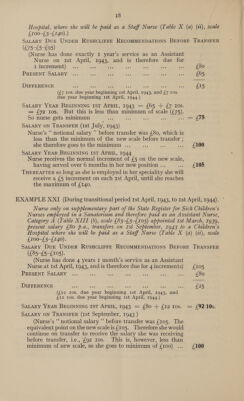 18
Hospital, where she will be paid as a Staff Nurse (Table X (a) (ii), scale
£100-£5-£140.)
SALARY DUE UNDER RUSHCLIFFE RECOMMENDATIONS BEFORE TRANSFER
(£75-£5-£95)
(Nurse has done exactly 1 year's service as an Assistant
Nurse on 1st April, 1943, and is therefore due for
1 increment) ... £80
PRESENT SALARY ... £65
DIFFERENCE ... £15
(£7 10s. due year beginning 1st April, 1943 and £7 10s.
due year beginning 1st April, 1944)
SALARY YEAR BEGINNING 1ST APRIL, 1943 = £65 + £7 10s.
= £72 10s. But this is less than minimum of scale (£75).
So nurse gets minimum. = £75
SALARY ON TRANSFER (1st July, 1943)
Nurse's "notional salary" before transfer was £80, which is
less than the minimum of the new scale before transfer;
she therefore goes to the minimum ... £100
SALARY YEAR BEGINNING 1ST APRIL 1944
Nurse receives the normal increment of £5 on the new scale,
having served over 6 months in her new position ... £105
THEREAFTER as long as she is employed in her speciality she will
receive a £5 increment on each 1st April, until she reaches
the maximum of £140.
EXAMPLE XXI (During transitional period 1st April, 1943, to 1st April, 1944).
Nurse only on supplementary part of the State Register for Sick Children's
Nurses employed in a Sanatorium and therefore paid as an Assistant Nurse,
present salary £80 p.a., transfers on 1st September, 1943 to a Children's
Hospital where she will be paid as a Staff Nurse (Table X (a) (ii), scale
£100-£5-£140).
SALARY DUE UNDER RUSHCLIFFE RECOMMENDATIONS BEFORE TRANSFER
(Nurse has done 4 years 1 month's service as an Assistant
Nurse at 1st April, 1943, and is therefore due for 4 increments) £105
PRESENT SALARY ... £80
DIFFERENCE ... £25
(£12 10s. due year beginning 1st April, 1943, and
£12 10s. due year beginning 1st April, 1944.)
SALARY YEAR BEGINNING 1ST APRIL, 1943 = £80 + £12 10s. = £92 10s.
SALARY ON TRANSFER (1st September, 1943)
(Nurse's "notional salary" before transfer was £105. The
equivalent point on the new scale is £105. Therefore she would
continue on transfer to receive the salary she was receiving
before transfer, i.e., £92 10s. This is, however, less than
minimum of new scale, so she goes to minimum of £100) ... £100